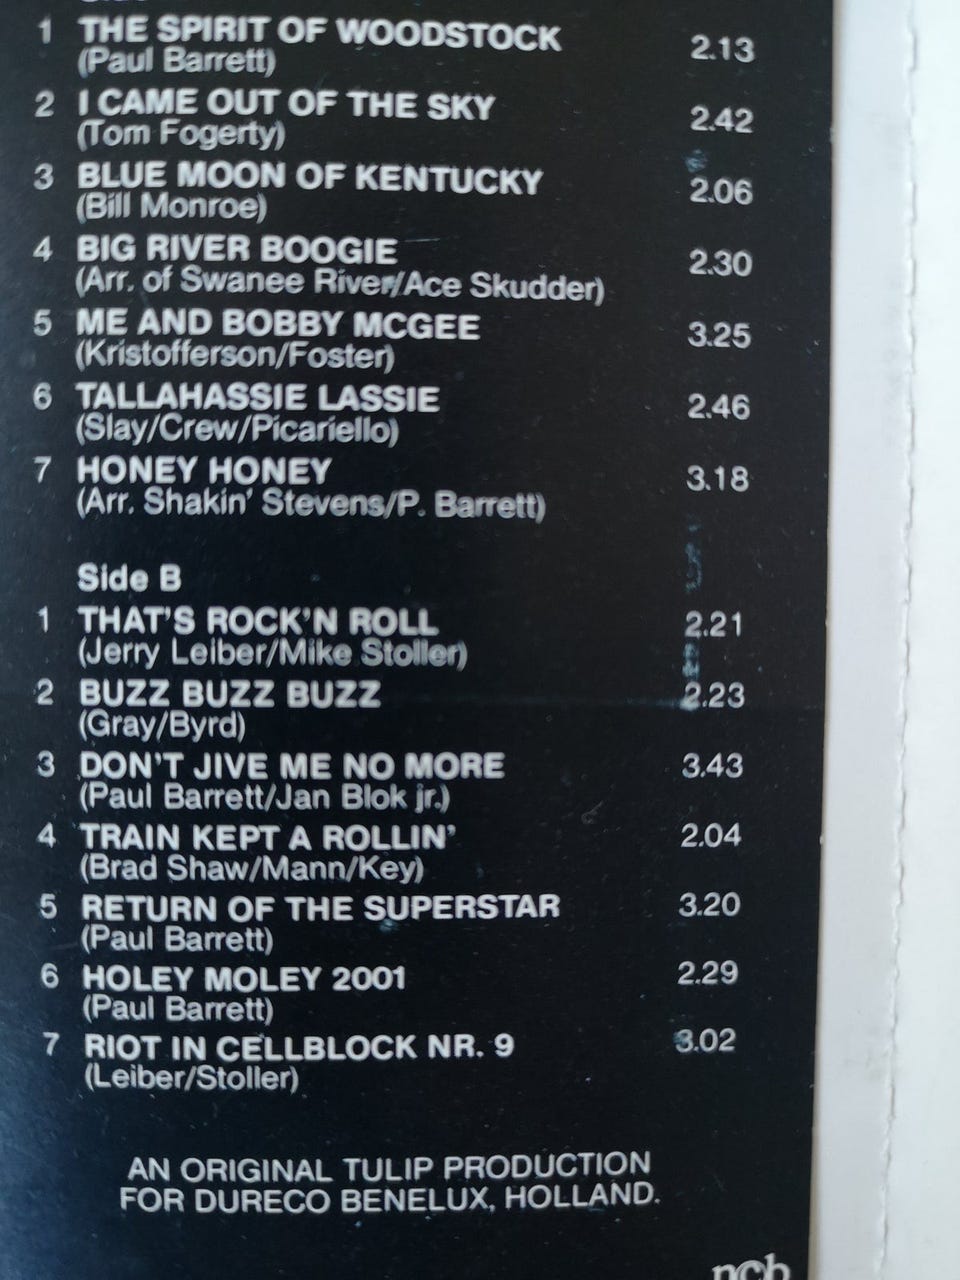 1 THE SPIRIT OF WOODSTOCK 2.13
(Paul Barrett)
2 I CAME OUT OF THE SKY 2.42
(Tom Fogerty)
3 BLUE MOON OF KENTUCKY 2.06
(Bill Monroe)
4 BIG RIVER BOOGIE 2.30
(Arr. of Swanee River/Ace Skudder)
5 ME AND BOBBY MCGEE 3.25
(Kristofferson/Foster)
6 TALLAHASSIE LASSIE 2.46
(Slay/Crew/Picariello)
7 HONEY HONEY 3.18
(Arr. Shakin' Stevens/P. Barrett)
Side B
1 THAT'S ROCK'N ROLL 2.21
(Jerry Leiber/Mike Stoller)
2 BUZZ BUZZ BUZZ 2.23
(Gray/Byrd)
3 DON'T JIVE ME NO MORE 3.43
(Paul Barrett/Jan Blok jr.)
4 TRAIN KEPT A ROLLIN' 2.04
(Brad Shaw/Mann/Key)
5 RETURN OF THE SUPERSTAR 3.20
(Paul Barrett)
6 HOLEY MOLEY 2001 2.29
(Paul Barrett)
7 RIOT IN CELLBLOCK NR. 9 3.02
(Leiber/Stoller)
AN ORIGINAL TULIP PRODUCTION
FOR DURECO BENELUX, HOLLAND.
ncb